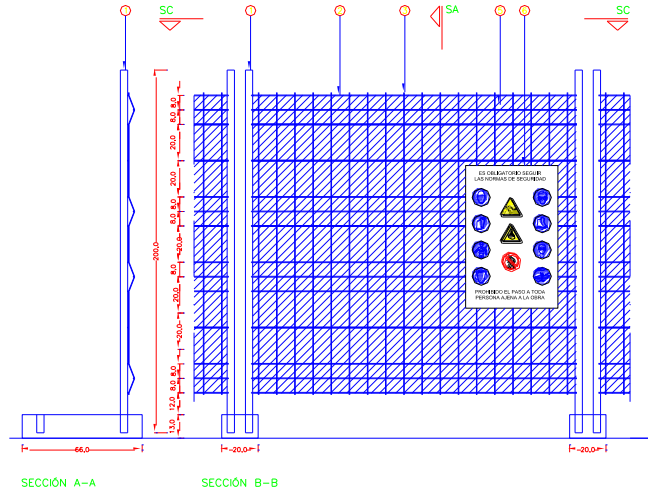 SC
SA
SC
8,0
8,0
20,0
20,0
8,0
8,0
20,0
8,0
20,0
20,0
8,0
8,0
12,0
13,0
200,0
ES OBLIGATORIO SEGUIR
LAS NORMAS DE SEGURIDAD
PROHIBIDO EL PASO A TODA
PERSONA AJENA A LA OBRA
66,0
20,0
20,0
SECCIÓN A-A
SECCIÓN B-B